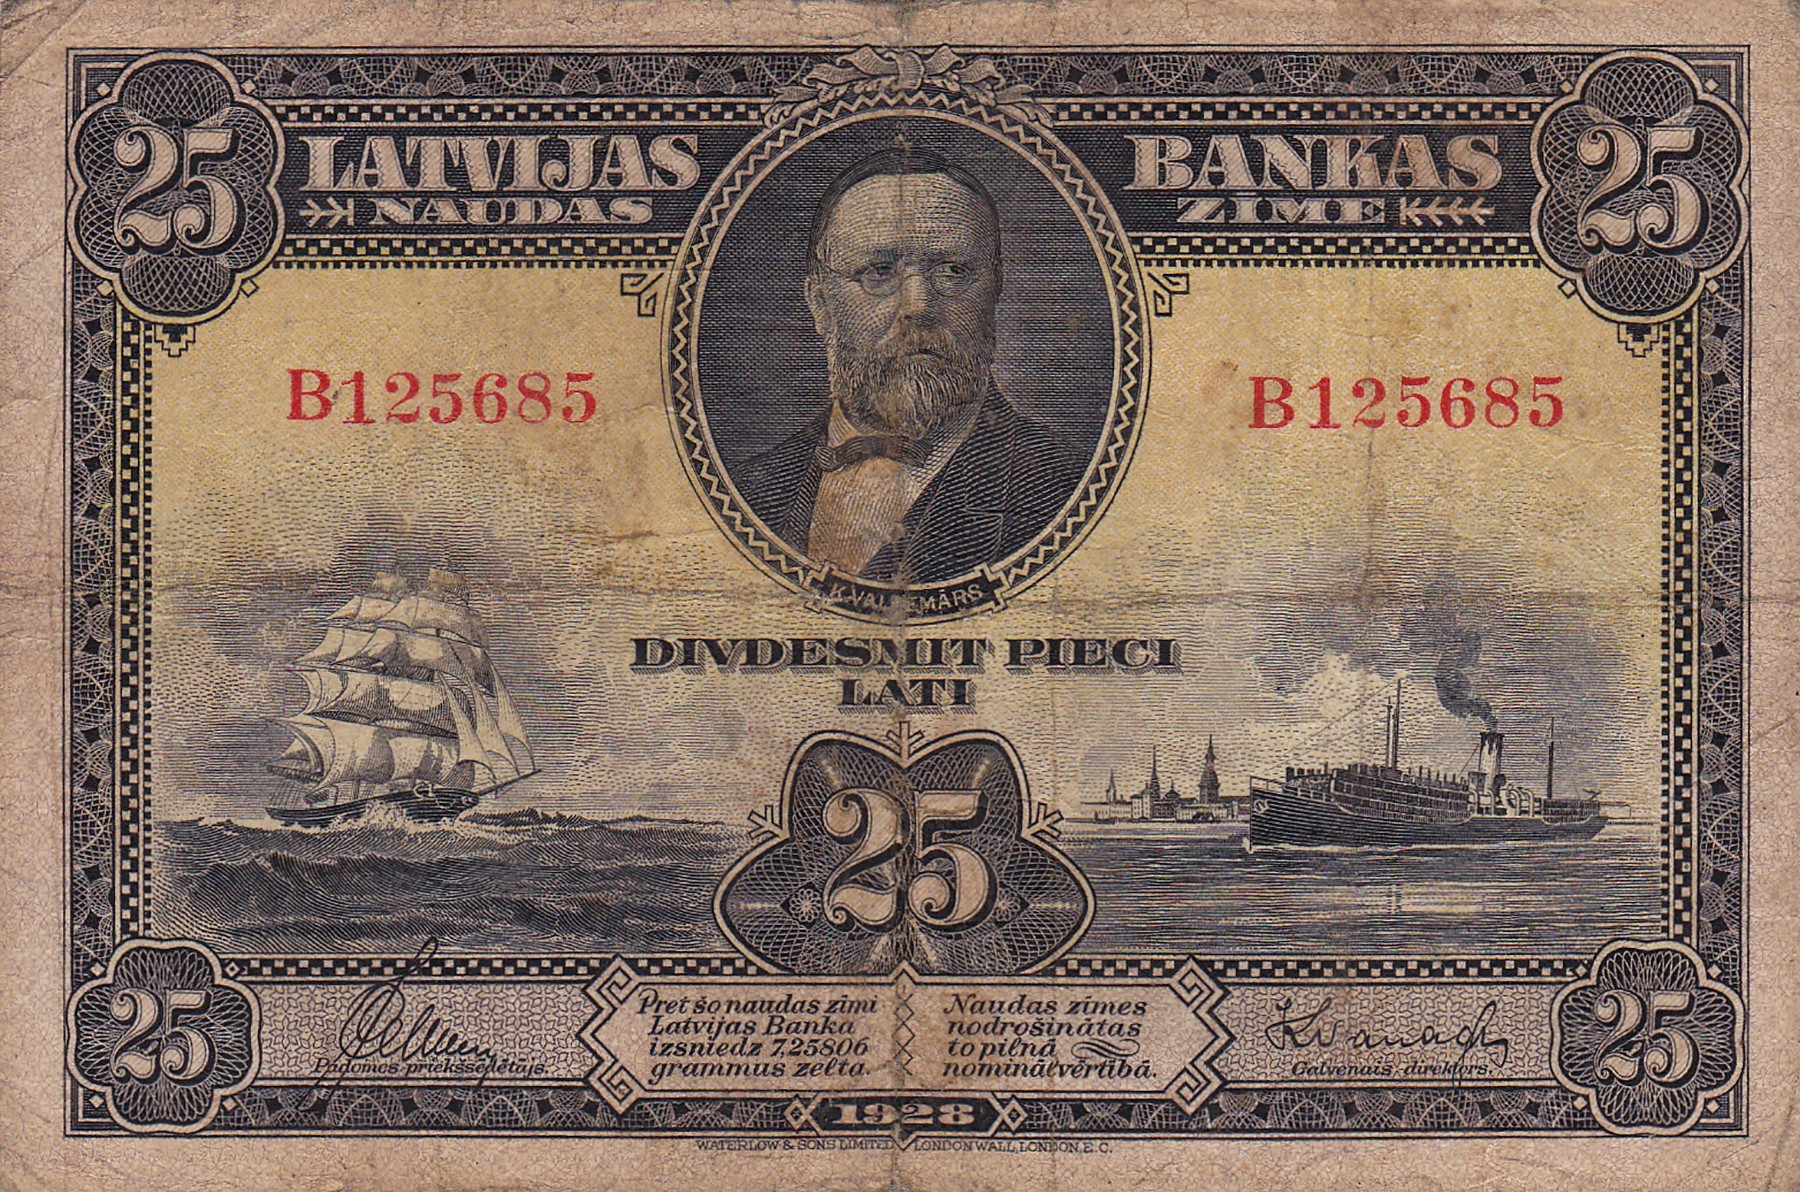 25
25
LATVIJAS BANKAS
NAUDAS ZIME
B125685
B125685
K.VALDEMĀRS
DIVDESMIT PIECI
LATI
25
25
25
Pret šo naudas zīmi
Latvijas Banka
izsniedz 7,25806
grammus zelta.
Naudas zīmes
nodrošinātas
to pilnā
nominālvērtībā.
Padomes priekšsēdētājs.
Galvenais direktors.
1928
WATERLOW & SONS LIMITED LONDON WALL, LONDON, E. C.